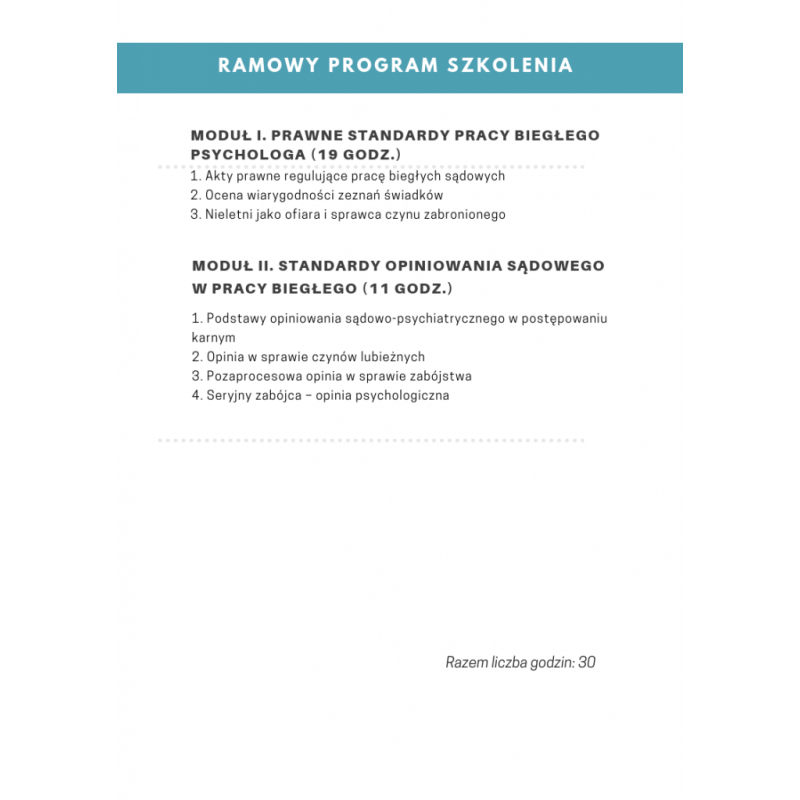 RAMOWY PROGRAM SZKOLENIA
MODUŁ I. PRAWNE STANDARDY PRACY BIEGŁEGO
PSYCHOLOGA (19 GODZ.)
1. Akty prawne regulujące pracę biegłych sądowych
2. Ocena wiarygodności zeznań świadków
3. Nieletni jako ofiara i sprawca czynu zabronionego
MODUŁ II. STANDARDY OPINIOWANIA SĄDOWEGO
W PRACY BIEGŁEGO (11 GODZ.)
1. Podstawy opiniowania sądowo-psychiatrycznego w postępowaniu
karnym
2. Opinia w sprawie czynów lubieżnych
3. Pozaprocesowa opinia w sprawie zabójstwa
4. Seryjny zabójca – opinia psychologiczna
Razem liczba godzin: 30